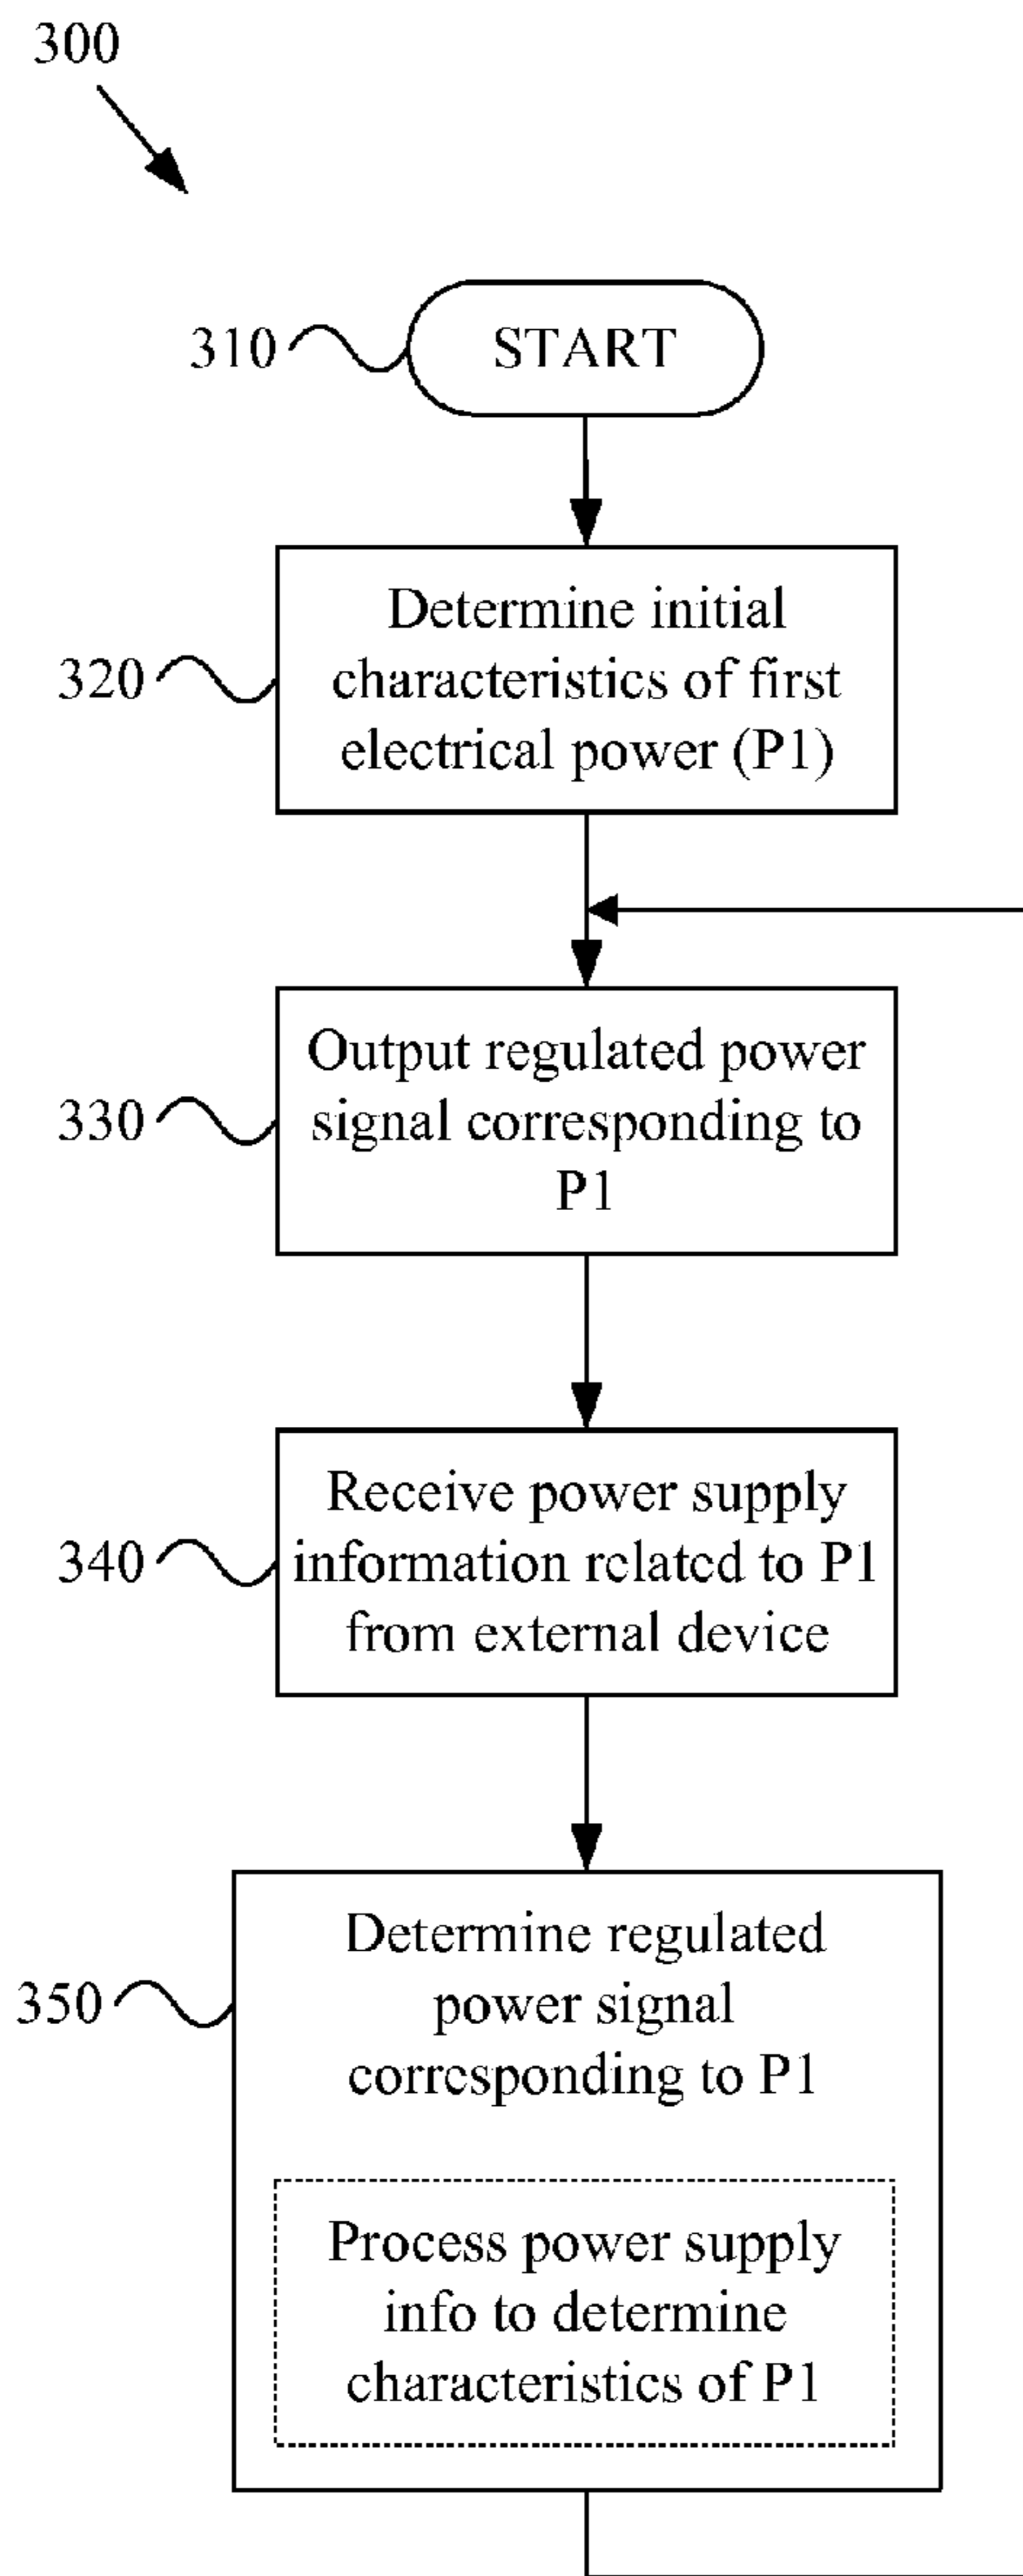 300
310
START
320
Determine initial
characteristics of first
electrical power (P1)
330
Output regulated power
signal corresponding to
P1
340
Receive power supply
information related to P1
from external device
350
Determine regulated
power signal
corresponding to P1
Process power supply
info to determine
characteristics of P1